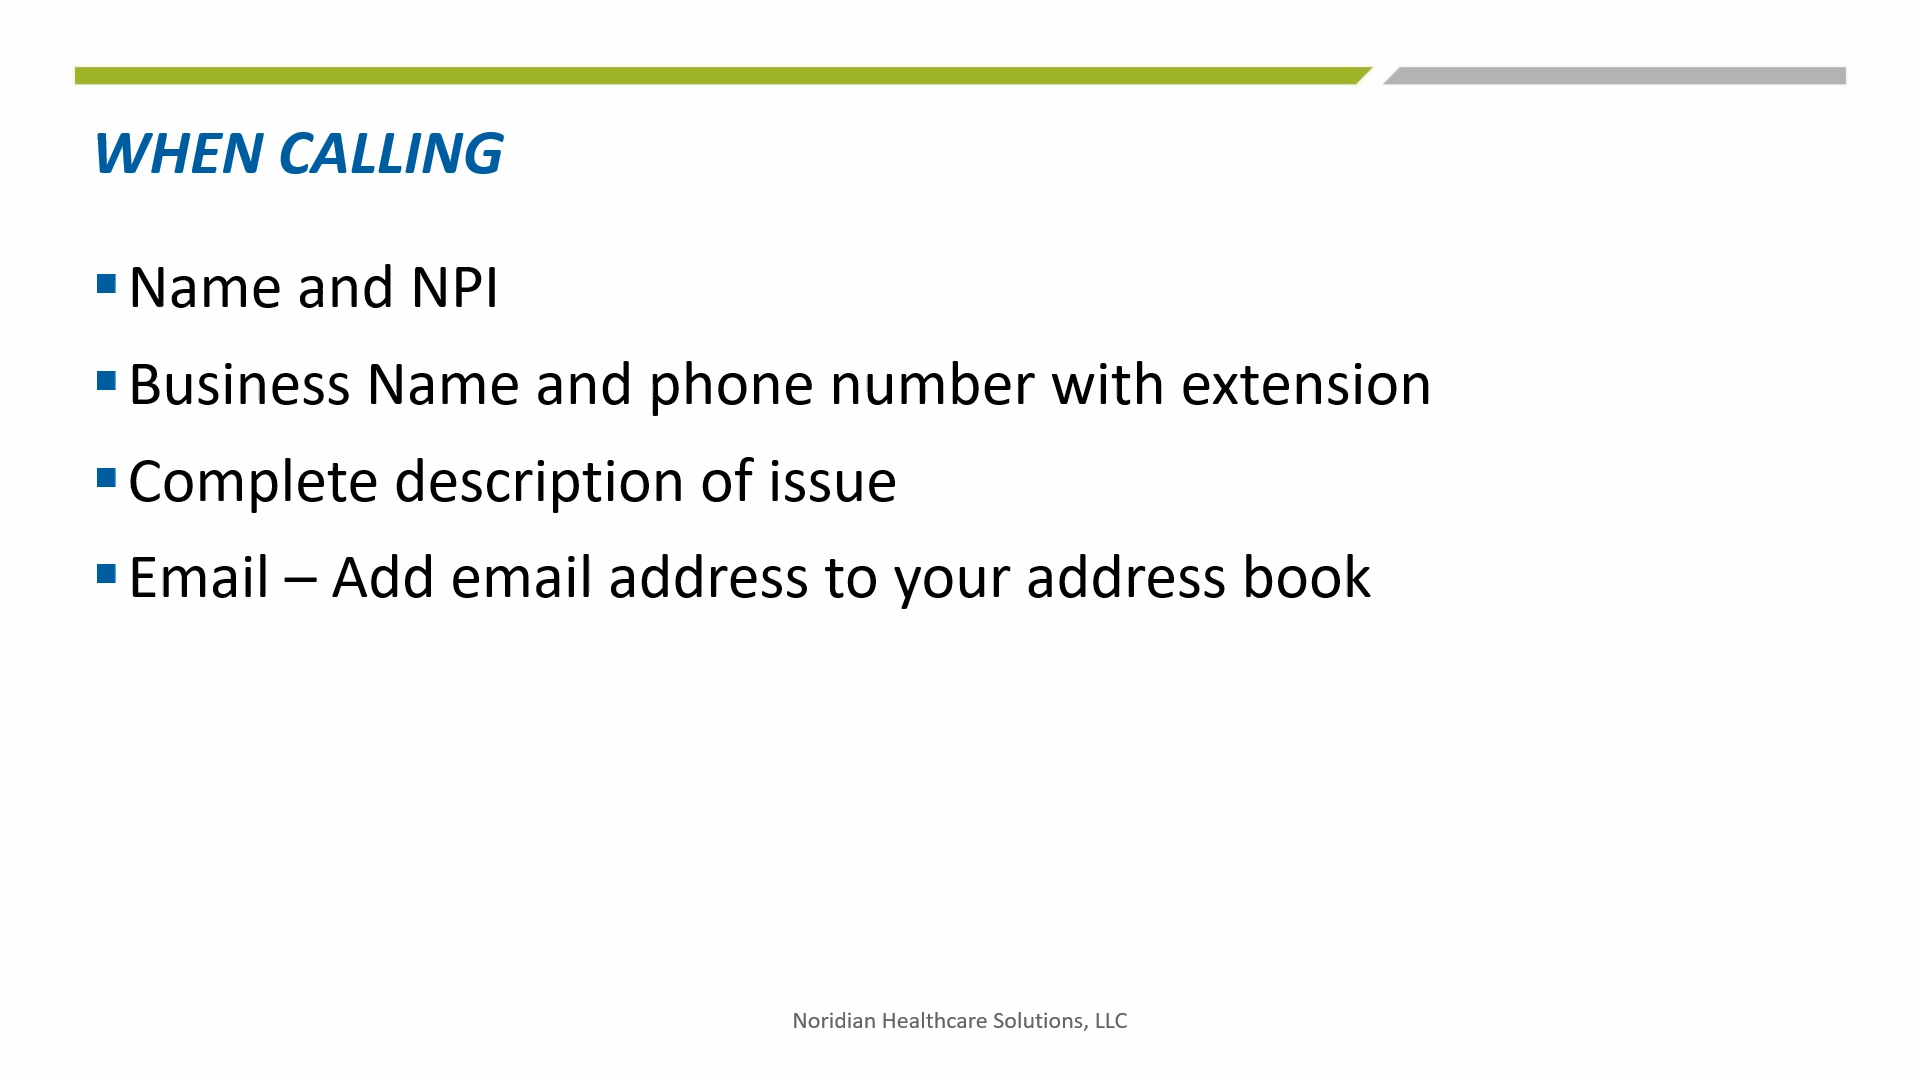 WHEN CALLING
▪ Name and NPI
▪ Business Name and phone number with extension
▪ Complete description of issue
▪ Email – Add email address to your address book
Noridian Healthcare Solutions, LLC